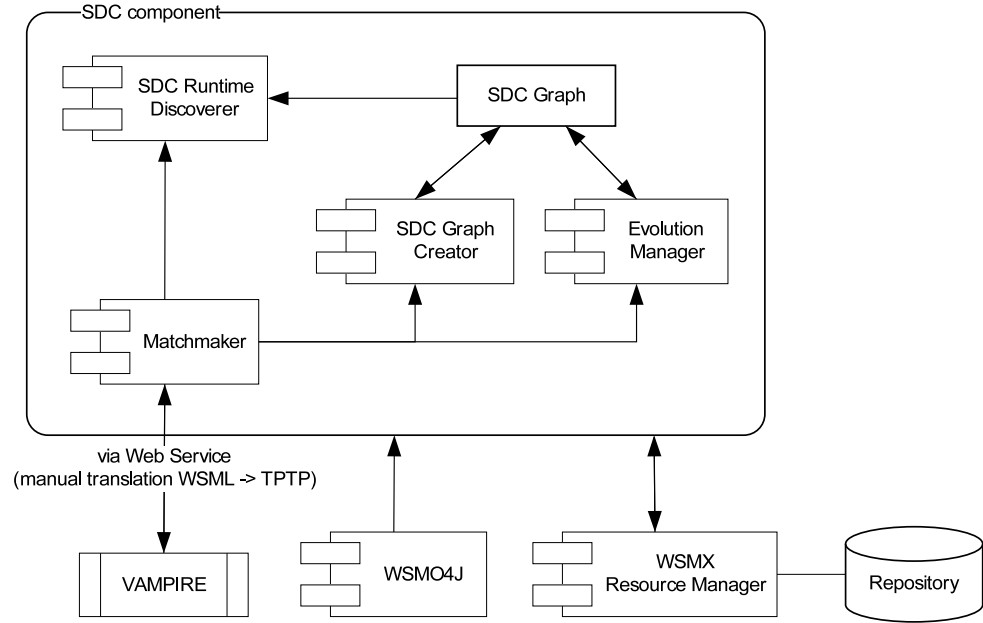 SDC component
SDC Runtime
Discoverer
SDC Graph
SDC Graph
Creator
Evolution
Manager
Matchmaker
via Web Service
(manual translation WSML -> TPTP)
VAMPIRE
WSMO4J
WSMX
Resource Manager
Repository